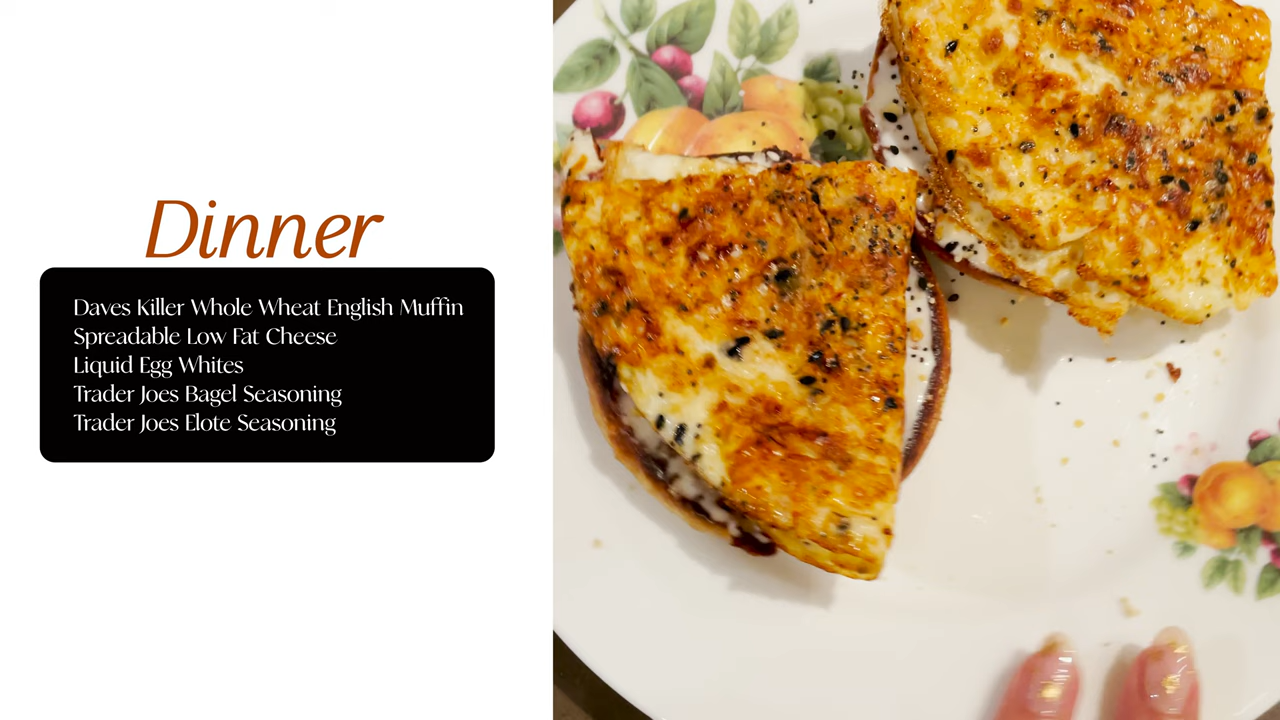 Dinner
Daves Killer Whole Wheat English Muffin
Spreadable Low Fat Cheese
Liquid Egg Whites
Trader Joes Bagel Seasoning
Trader Joes Elote Seasoning